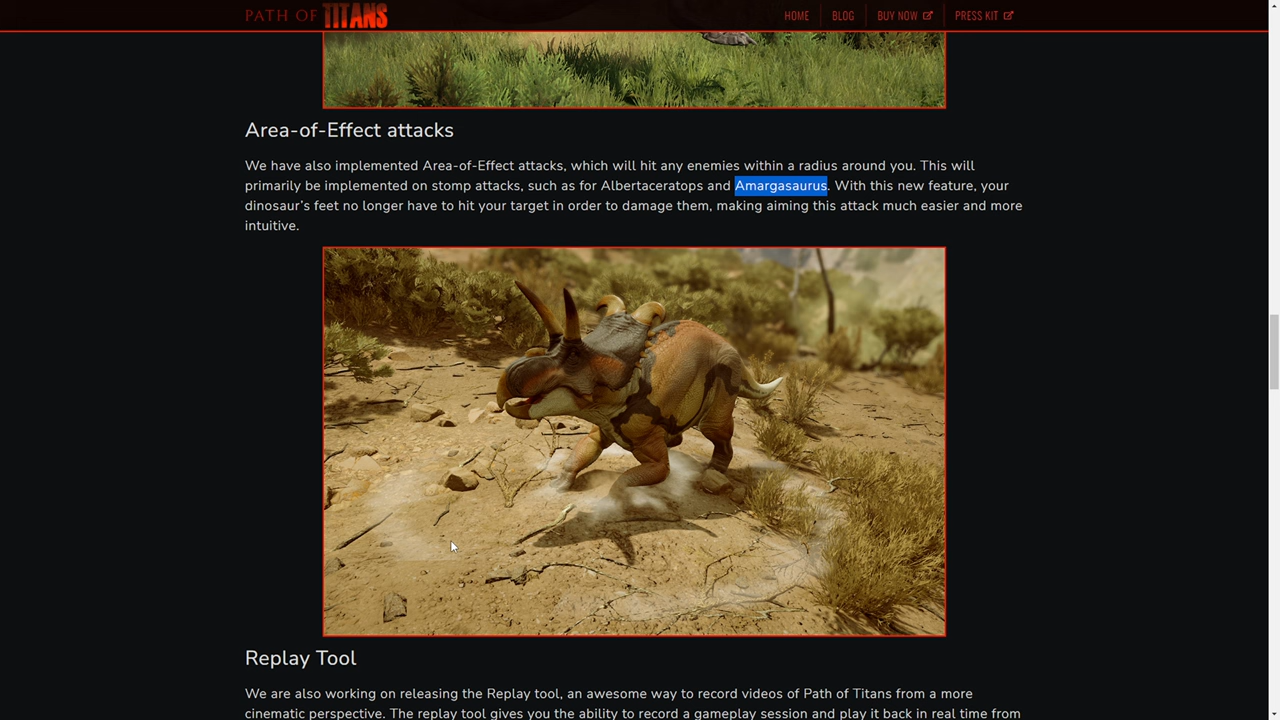 PATH OF TITANS
HOME
BLOG
BUY NOW
PRESS KIT
Area-of-Effect attacks
We have also implemented Area-of-Effect attacks, which will hit any enemies within a radius around you. This will
primarily be implemented on stomp attacks, such as for Albertaceratops and Amargasaurus. With this new feature, your
dinosaur’s feet no longer have to hit your target in order to damage them, making aiming this attack much easier and more
intuitive.
Replay Tool
We are also working on releasing the Replay tool, an awesome way to record videos of Path of Titans from a more
cinematic perspective. The replay tool gives you the ability to record a gameplay session and play it back in real time from